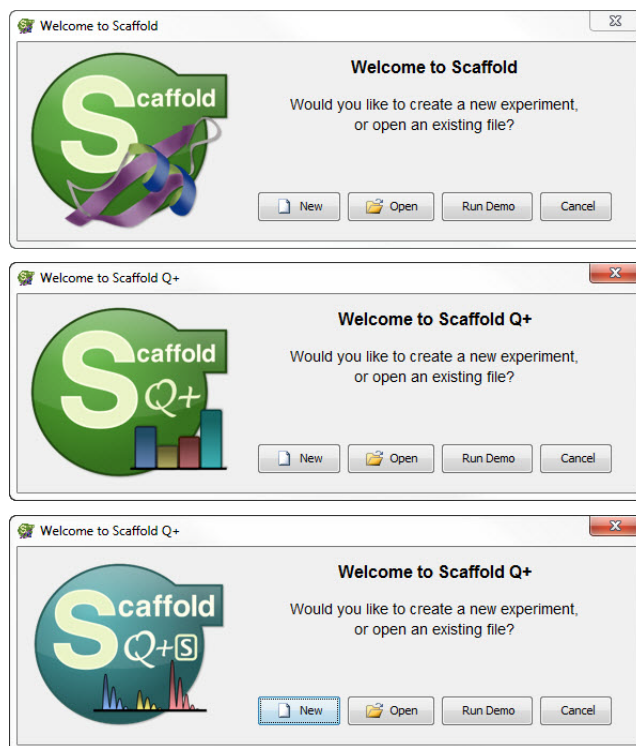 Welcome to Scaffold
Scaffold
Welcome to Scaffold
Would you like to create a new experiment,
or open an existing file?
New Open Run Demo Cancel
Welcome to Scaffold Q+
Scaffold
Q+
Welcome to Scaffold Q+
Would you like to create a new experiment,
or open an existing file?
New Open Run Demo Cancel
Welcome to Scaffold Q+
Scaffold
Q+S
Welcome to Scaffold Q+
Would you like to create a new experiment,
or open an existing file?
New Open Run Demo Cancel